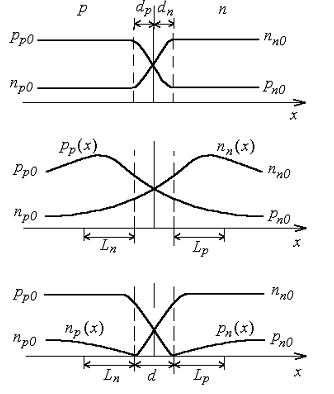 p d_p d_n n
p_p0 n_n0
n_p0 p_n0
x
p_p(x) n_n(x)
p_p0 n_n0
n_p0 p_n0
L_n L_p
x
p_p0 n_n0
n_p0 n_p(x) p_n(x) p_n0
L_n d L_p
x